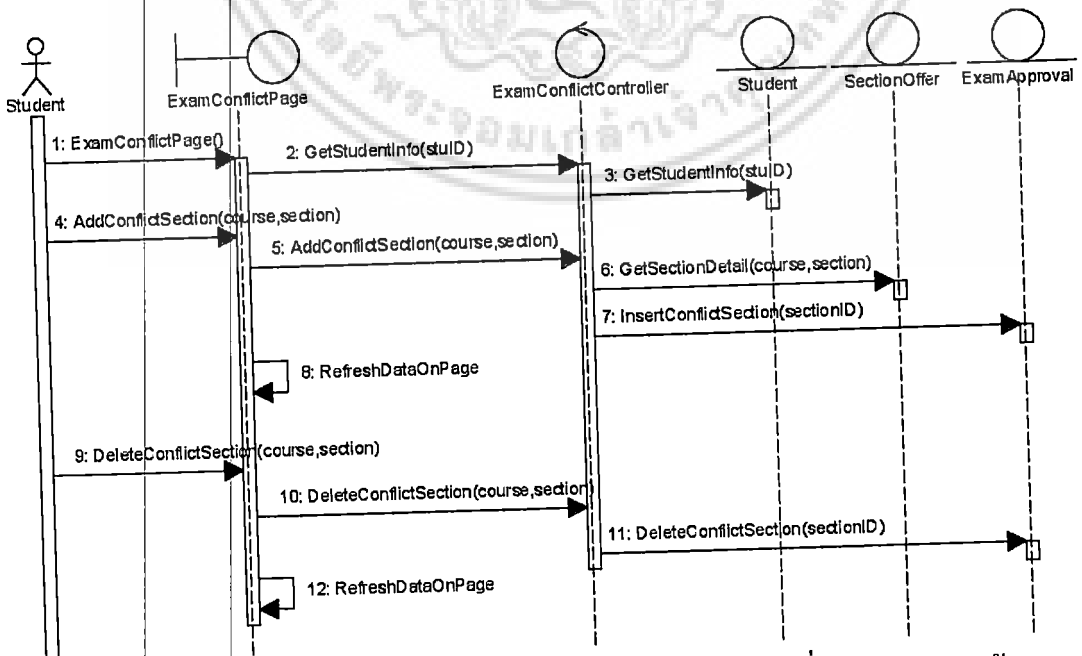 Student
ExamConflictPage
ExamConflictController
Student
SectionOffer
ExamApproval
1: ExamConflictPage()
2: GetStudentInfo(stuID)
3: GetStudentInfo(stuID)
4: AddConflictSection(course,section)
5: AddConflictSection(course,section)
6: GetSectionDetail(course,section)
7: InsertConflictSection(sectionID)
8: RefreshDataOnPage
9: DeleteConflictSection(course,section)
10: DeleteConflictSection(course,section
11: DeleteConflictSection(sectionID)
12: RefreshDataOnPage